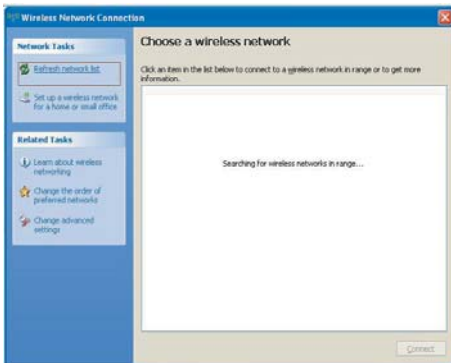 Wireless Network Connection
Network Tasks
Refresh network list
Set up a wireless network
for a home or small office
Related Tasks
Learn about wireless
networking
Change the order of
preferred networks
Change advanced
settings
Choose a wireless network
Click an item in the list below to connect to a wireless network in range or to get more
information.
Searching for wireless networks in range...
Connect